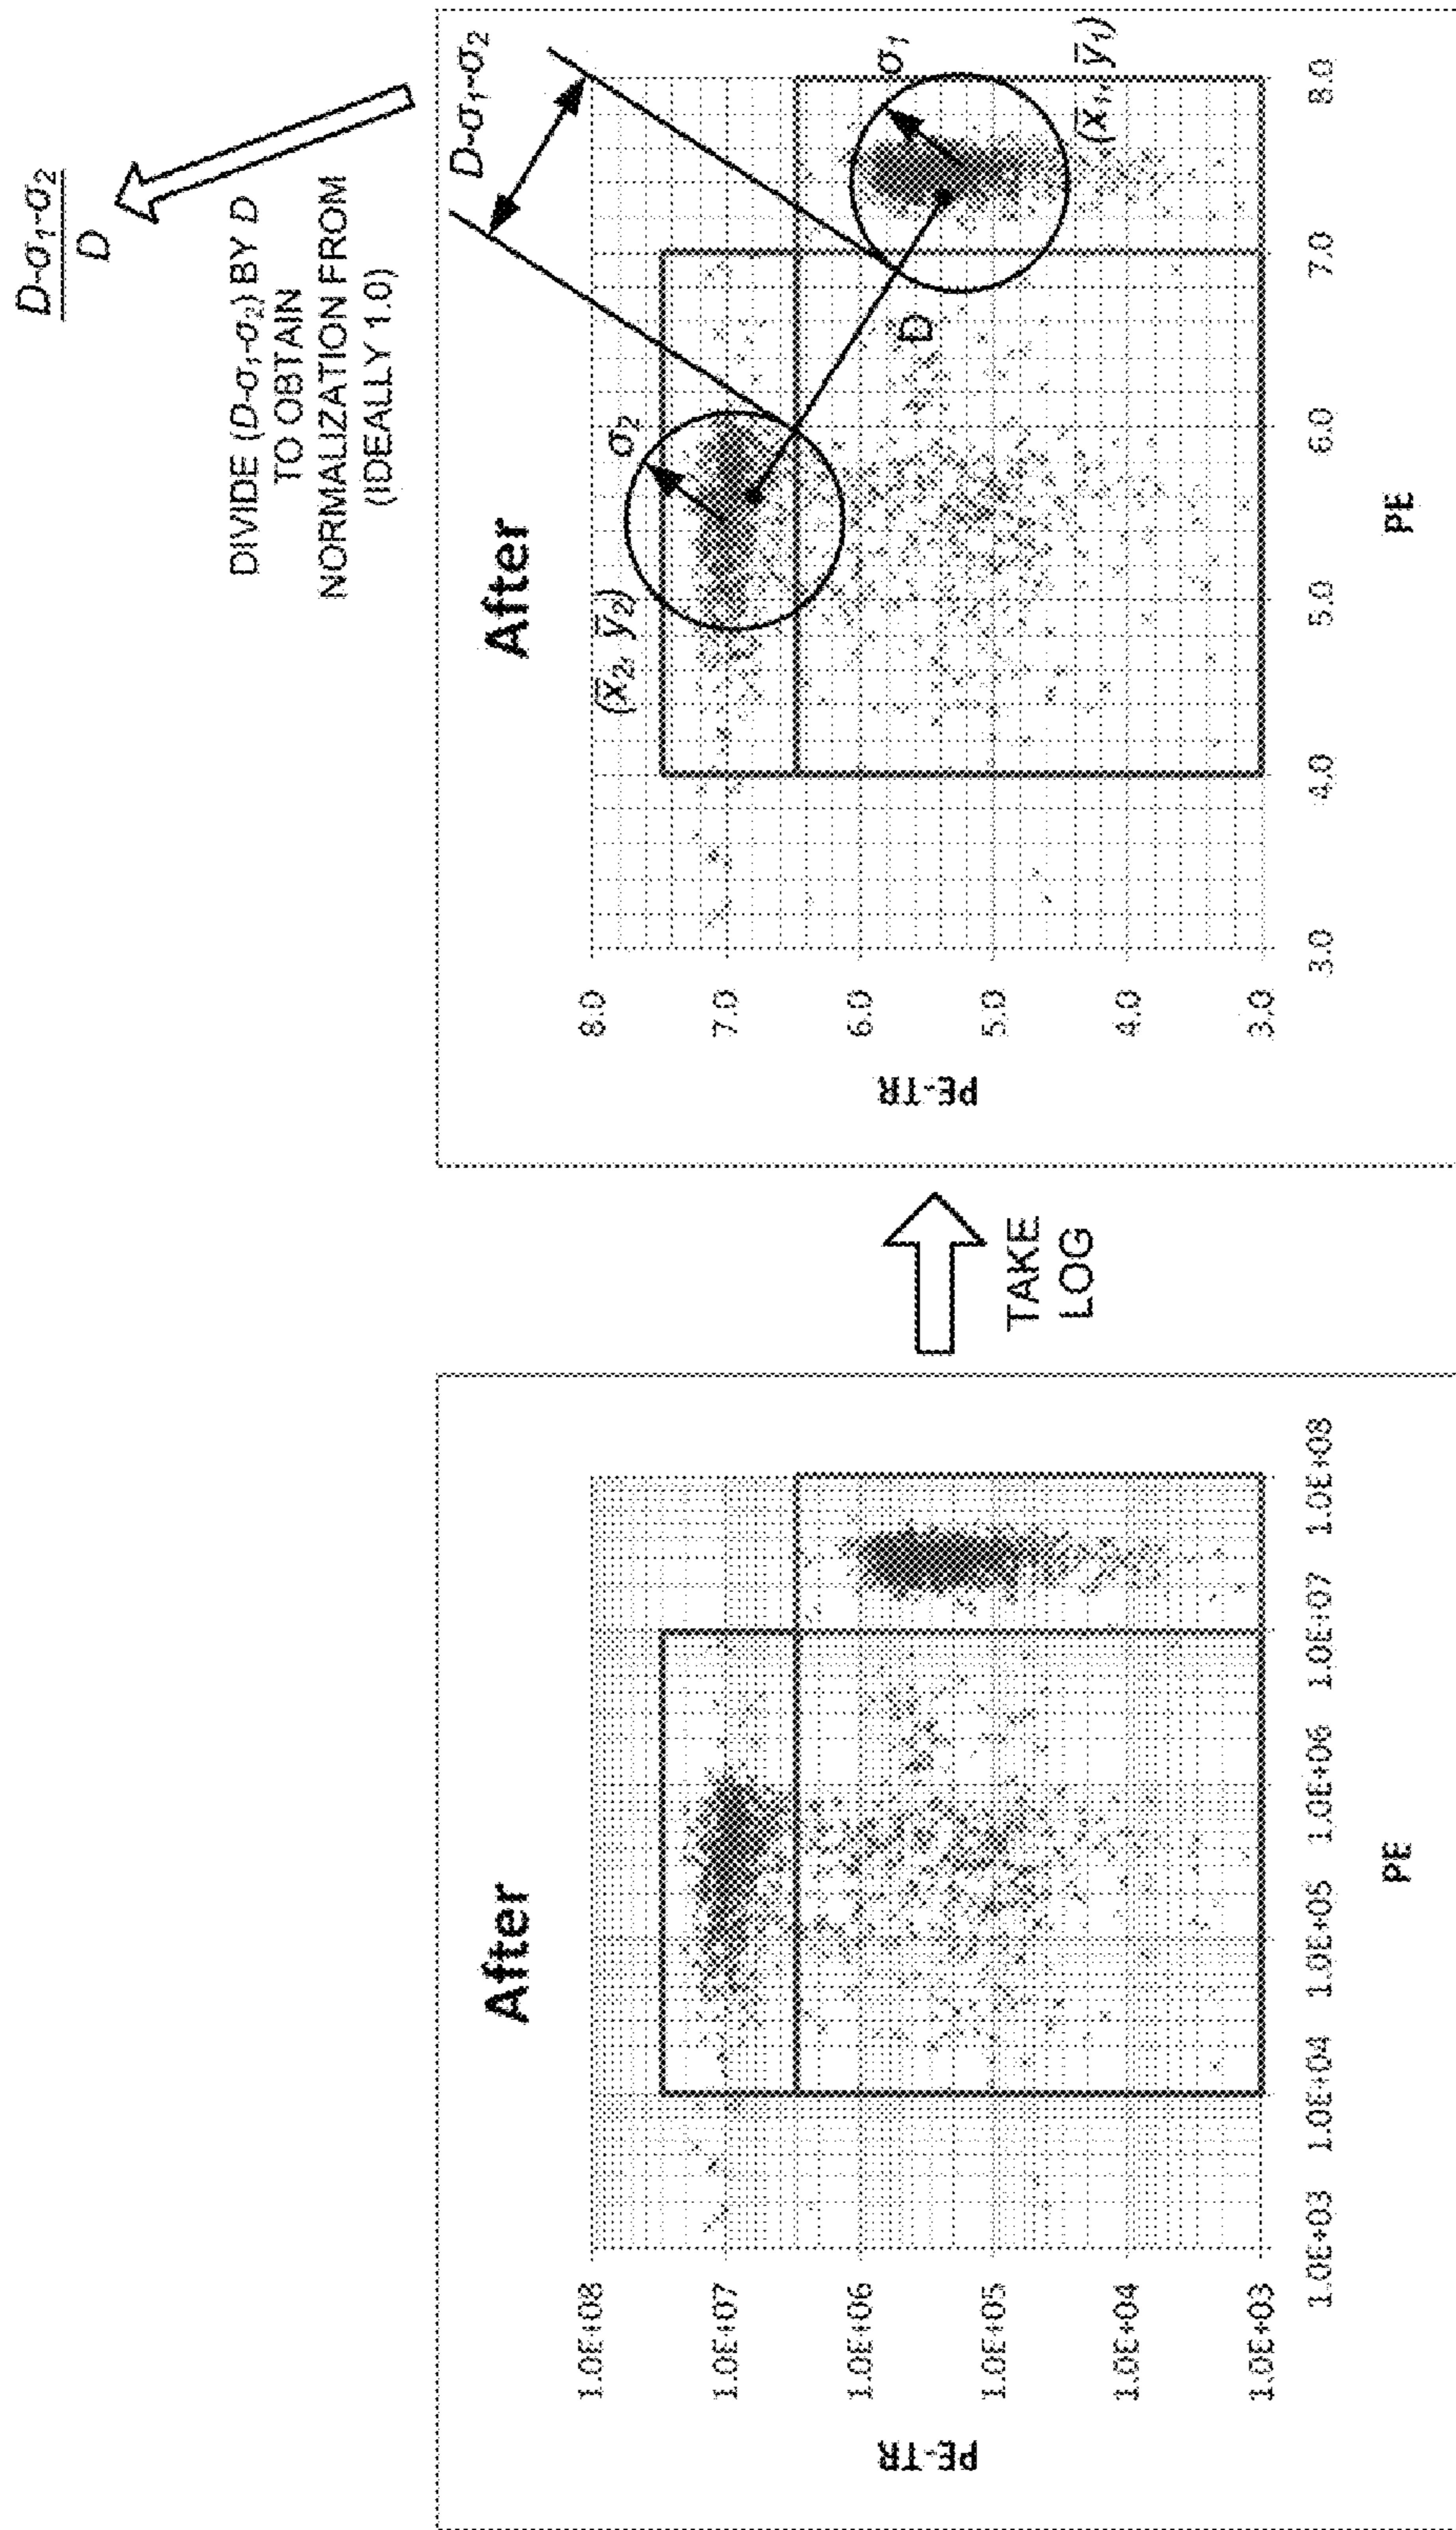 After
1.0E+08
1.0E+07
1.0E+06
1.0E+05
1.0E+04
1.0E+03
PE-TR
1.0E+03 1.0E+04 1.0E+05 1.0E+06 1.0E+07 1.0E+08
PE
TAKE
LOG
D-σ1-σ2
D
DIVIDE (D-σ1-σ2) BY D
TO OBTAIN
NORMALIZATION FROM
(IDEALLY 1.0)
After
D-σ1-σ2
(x̄2, ȳ2)
σ2
σ1
D
(x̄1, ȳ1)
8.0
7.0
6.0
5.0
4.0
3.0
PE-TR
3.0 4.0 5.0 6.0 7.0 8.0
PE